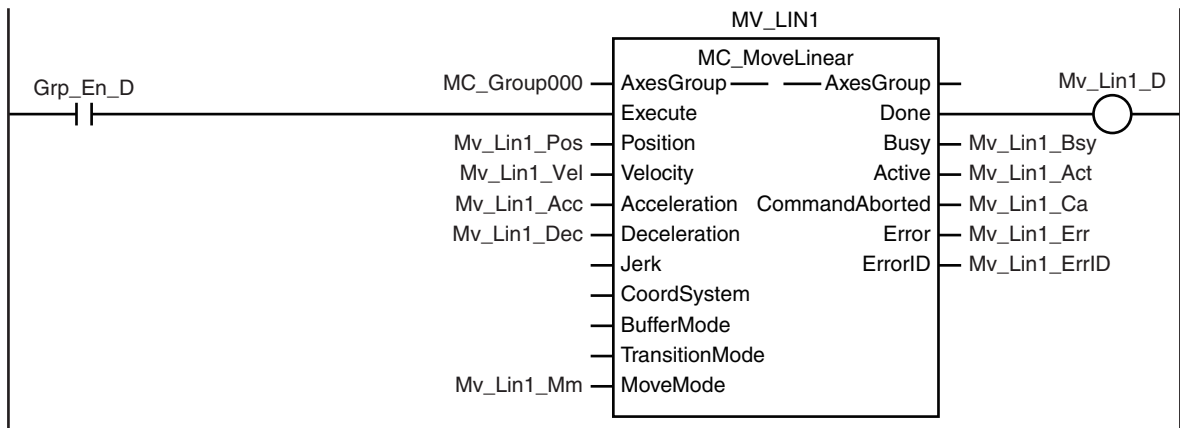 MV_LIN1
MC_MoveLinear
Grp_En_D MC_Group000 AxesGroup AxesGroup Mv_Lin1_D
Execute Done
Mv_Lin1_Pos Position Busy Mv_Lin1_Bsy
Mv_Lin1_Vel Velocity Active Mv_Lin1_Act
Mv_Lin1_Acc Acceleration CommandAborted Mv_Lin1_Ca
Mv_Lin1_Dec Deceleration Error Mv_Lin1_Err
Jerk ErrorID Mv_Lin1_ErrID
CoordSystem
BufferMode
TransitionMode
Mv_Lin1_Mm MoveMode